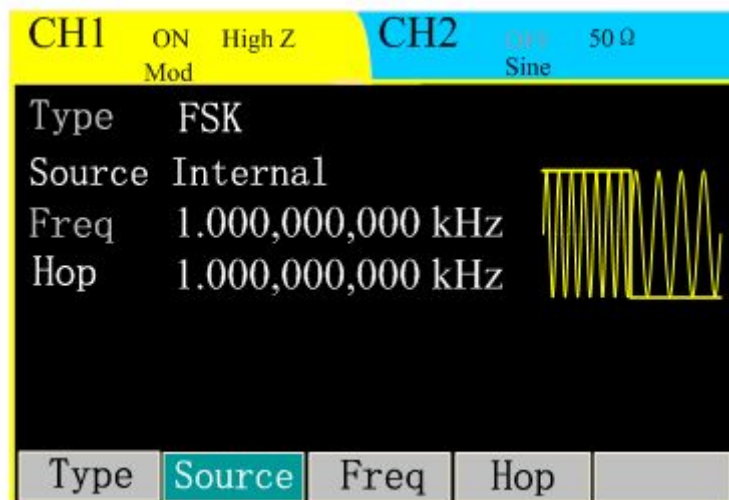 CH1 ON High Z CH2 OFF 50 Ω
Mod Sine
Type FSK
Source Internal
Freq 1.000,000,000 kHz
Hop 1.000,000,000 kHz
Type Source Freq Hop